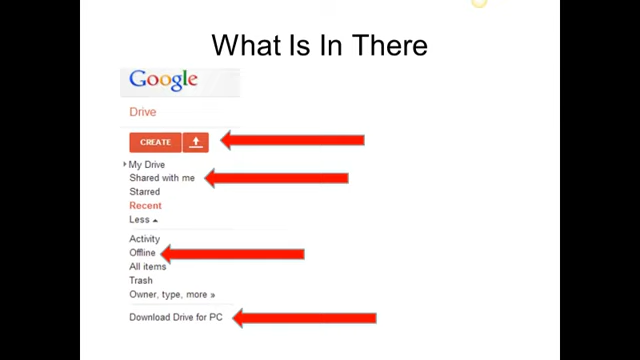 What Is In There
Google
Drive
CREATE
My Drive
Shared with me
Starred
Recent
Less
Activity
Offline
All items
Trash
Owner, type, more »
Download Drive for PC